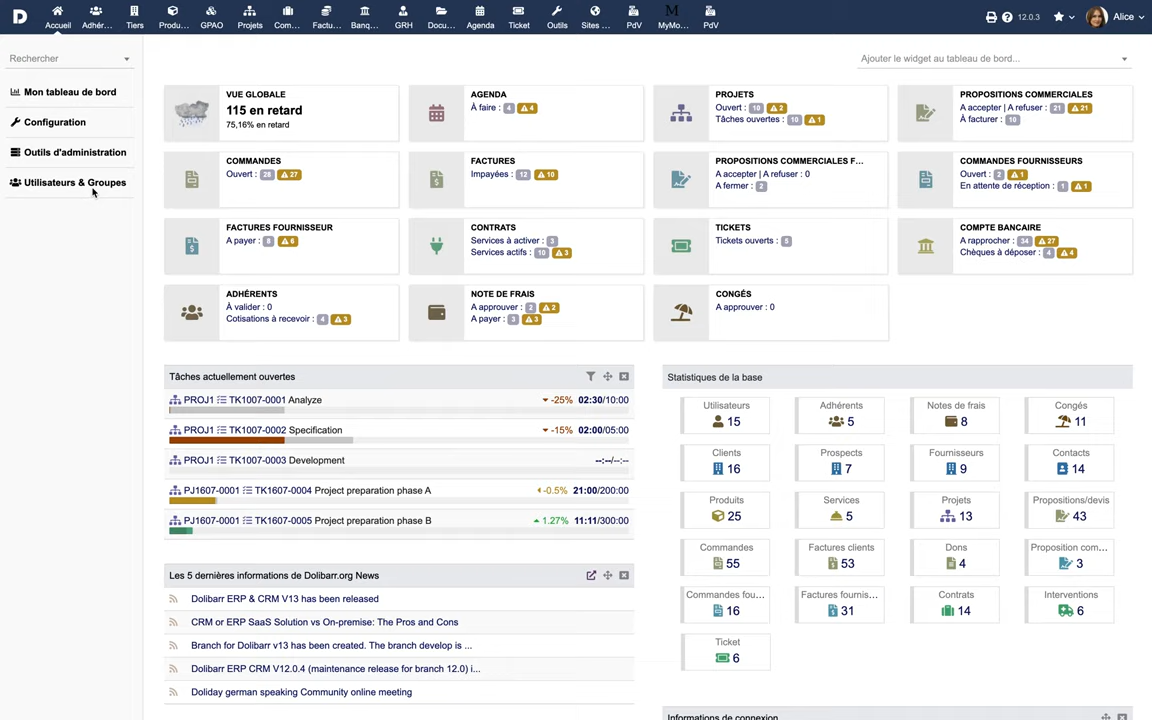 D
Accueil
Adhér...
Tiers
Produ...
GPAO
Projets
Com...
Factu...
Banq...
GRH
Docu...
Agenda
Ticket
Outils
Sites ...
PdV
M
MyMo...
PdV
12.0.3
Alice
Rechercher
Ajouter le widget au tableau de bord...
Mon tableau de bord
Configuration
Outils d'administration
Utilisateurs & Groupes
VUE GLOBALE
115 en retard
75,16% en retard
AGENDA
À faire : 4 4
PROJETS
Ouvert : 10 2
Tâches ouvertes : 10 1
PROPOSITIONS COMMERCIALES
A accepter | A refuser : 21 21
À facturer : 10
COMMANDES
Ouvert : 28 27
FACTURES
Impayées : 12 10
PROPOSITIONS COMMERCIALES F...
A accepter | A refuser : 0
A fermer : 2
COMMANDES FOURNISSEURS
Ouvert : 2 1
En attente de réception : 1 1
FACTURES FOURNISSEUR
A payer : 8 6
CONTRATS
Services à activer : 3
Services actifs : 10 3
TICKETS
Tickets ouverts : 5
COMPTE BANCAIRE
A rapprocher : 34 27
Chèques à déposer : 4 4
ADHÉRENTS
À valider : 0
Cotisations à recevoir : 4 3
NOTE DE FRAIS
A approuver : 2 2
A payer : 3 3
CONGÉS
A approuver : 0
Tâches actuellement ouvertes
PROJ1 TK1007-0001 Analyze -25% 02:30/10:00
PROJ1 TK1007-0002 Specification -15% 02:00/05:00
PROJ1 TK1007-0003 Development --:--/--:--
PJ1607-0001 TK1607-0004 Project preparation phase A -0.5% 21:00/200:00
PJ1607-0001 TK1607-0005 Project preparation phase B 1.27% 11:11/300:00
Les 5 dernières informations de Dolibarr.org News
Dolibarr ERP & CRM V13 has been released
CRM or ERP SaaS Solution vs On-premise: The Pros and Cons
Branch for Dolibarr v13 has been created. The branch develop is ...
Dolibarr ERP CRM V12.0.4 (maintenance release for branch 12.0) i...
Doliday german speaking Community online meeting
Statistiques de la base
Utilisateurs
15
Adhérents
5
Notes de frais
8
Congés
11
Clients
16
Prospects
7
Fournisseurs
9
Contacts
14
Produits
25
Services
5
Projets
13
Propositions/devis
43
Commandes
55
Factures clients
53
Dons
4
Proposition com...
3
Commandes fou...
16
Factures fournis...
31
Contrats
14
Interventions
6
Ticket
6
Informations de connexion